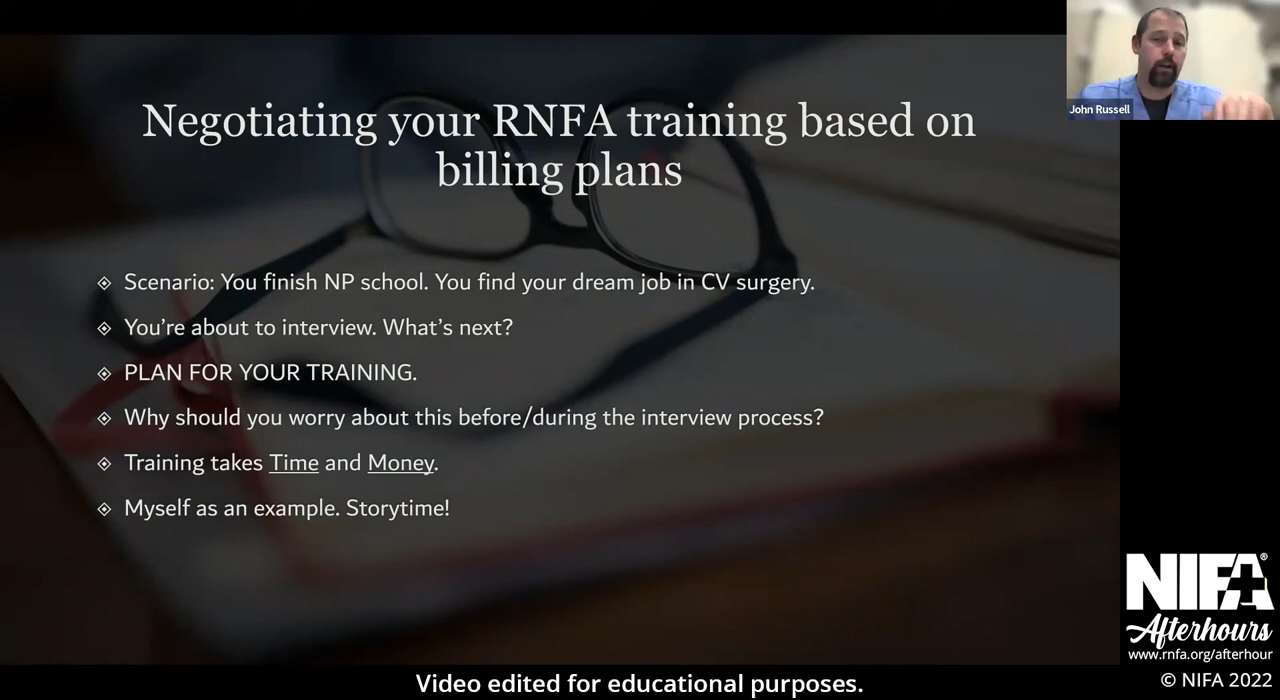 John Russell
Negotiating your RNFA training based on
billing plans
Scenario: You finish NP school. You find your dream job in CV surgery.
You’re about to interview. What’s next?
PLAN FOR YOUR TRAINING.
Why should you worry about this before/during the interview process?
Training takes Time and Money.
Myself as an example. Storytime!
NIFA®
Afterhours
www.rnfa.org/afterhour
© NIFA 2022
Video edited for educational purposes.